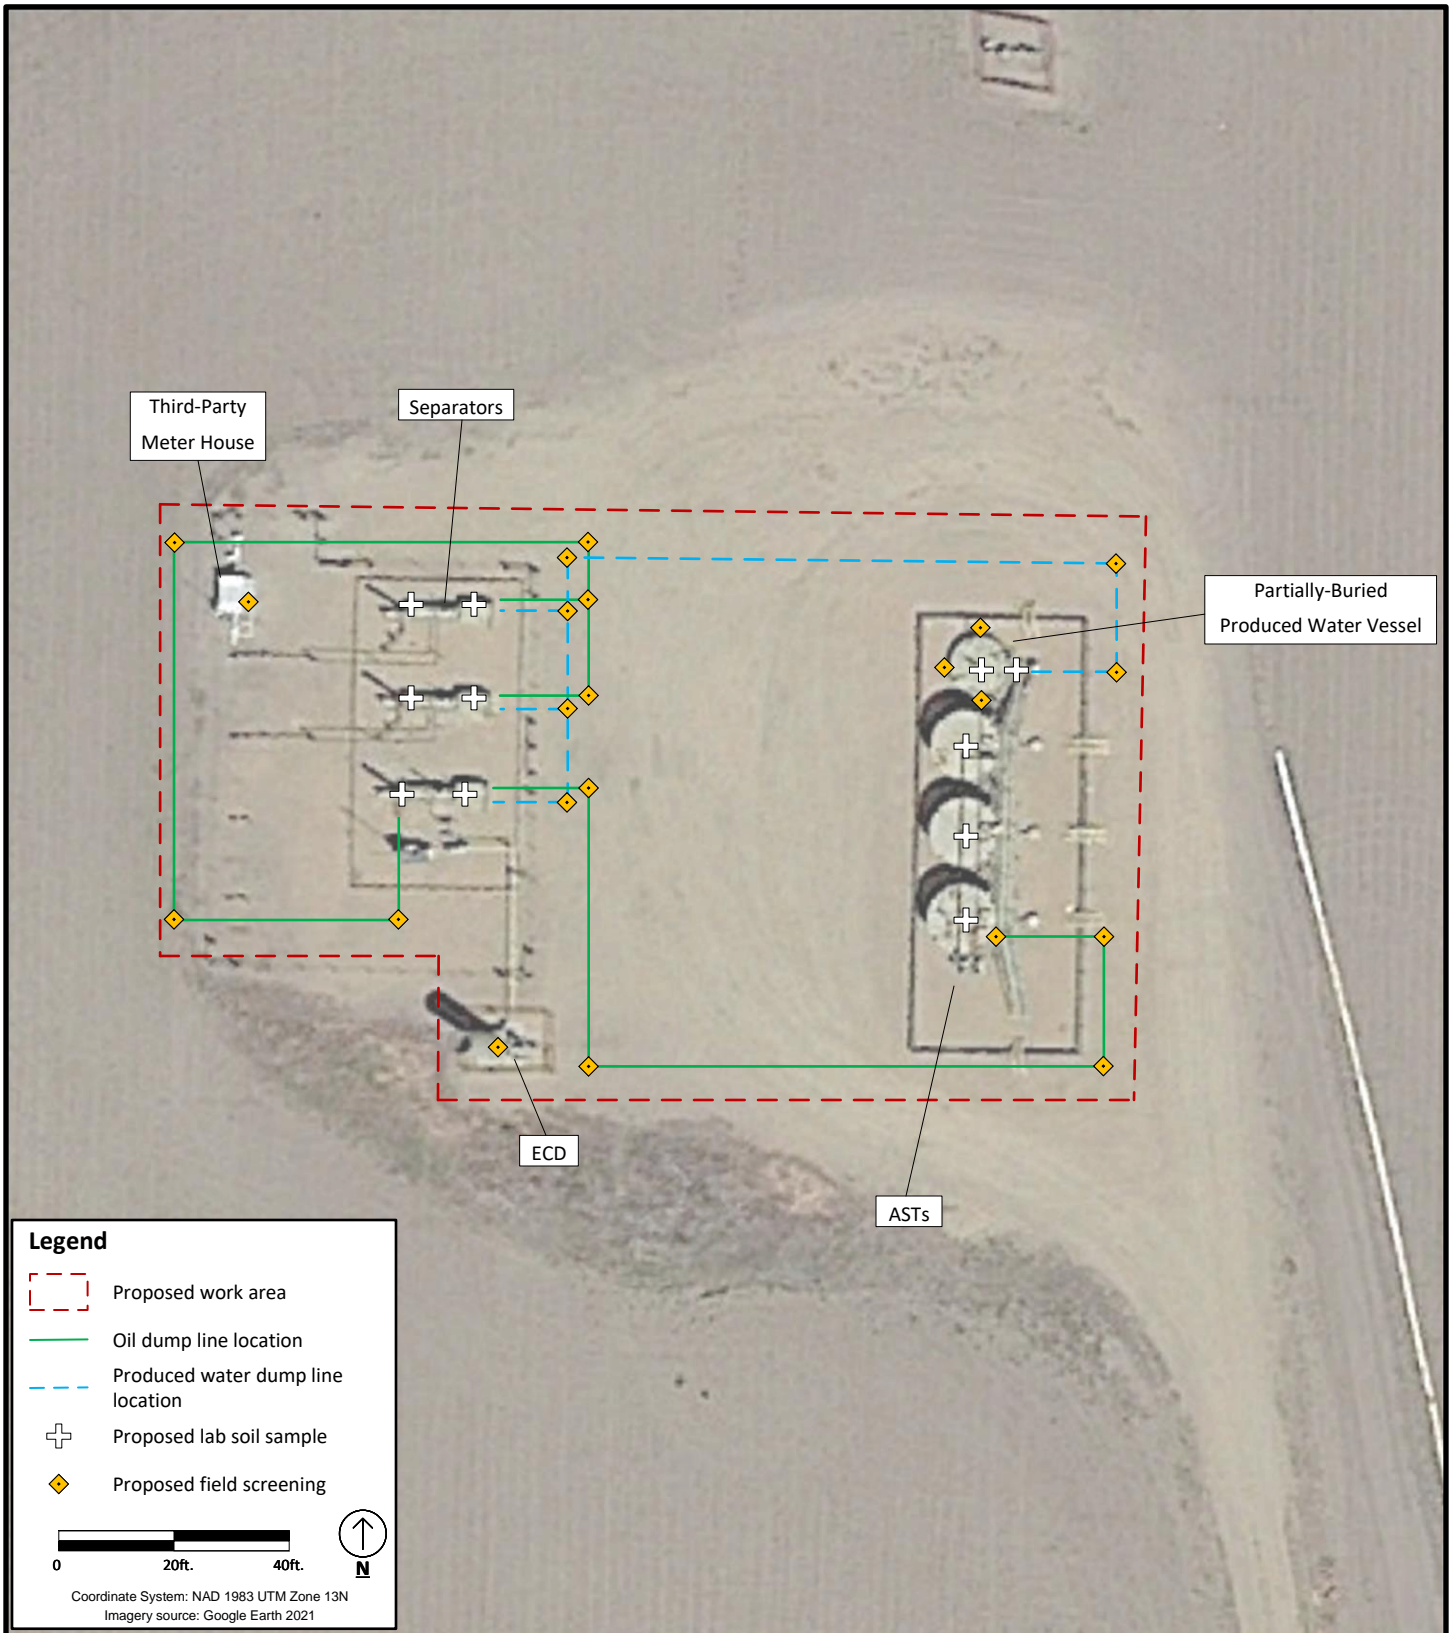 Third-Party
Meter House
Separators
Partially-Buried
Produced Water Vessel
ECD
ASTs
Legend
Proposed work area
Oil dump line location
Produced water dump line
location
Proposed lab soil sample
Proposed field screening
0 20ft. 40ft.
N
Coordinate System: NAD 1983 UTM Zone 13N
Imagery source: Google Earth 2021